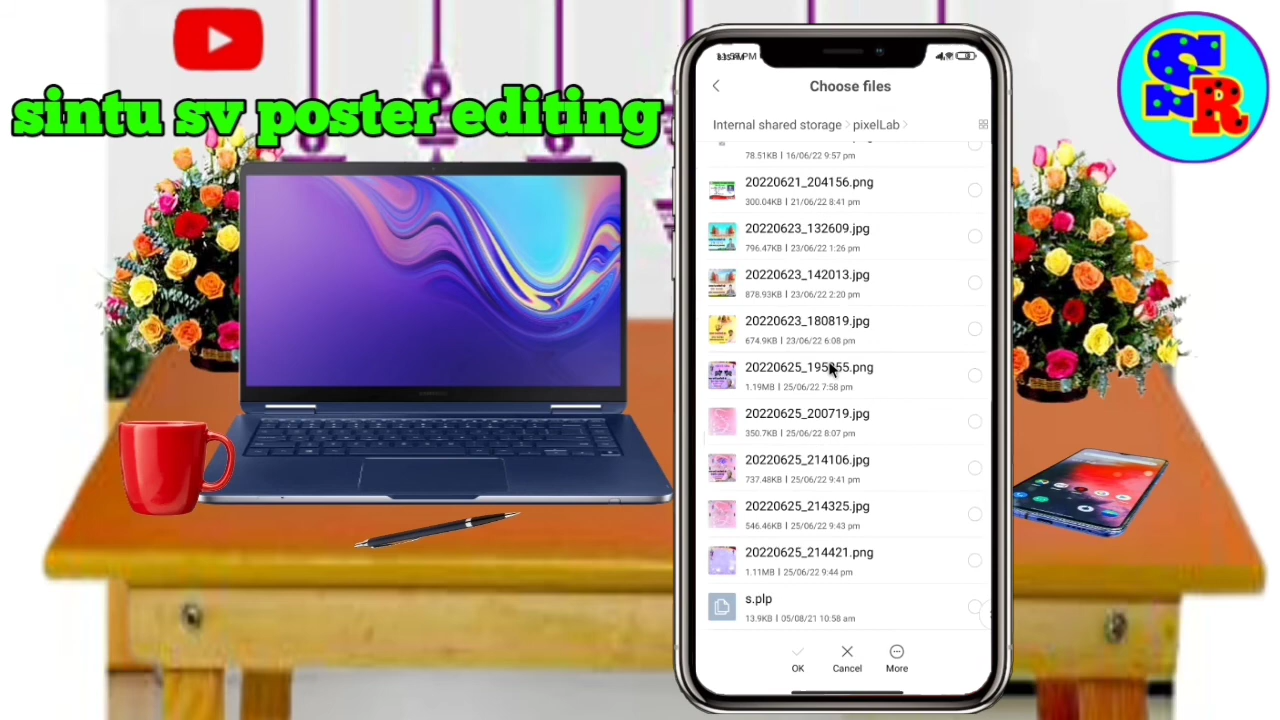 sintu sv poster editing
SNR
Choose files
Internal shared storage > pixelLab >
78.51KB | 16/06/22 9:57 pm
20220621_204156.png
300.04KB | 21/06/22 8:41 pm
20220623_132609.jpg
796.47KB | 23/06/22 1:26 pm
20220623_142013.jpg
878.93KB | 23/06/22 2:20 pm
20220623_180819.jpg
674.9KB | 23/06/22 6:08 pm
1.19MB | 25/06/22 7:58 pm
20220625_200719.jpg
350.7KB | 25/06/22 8:07 pm
20220625_214106.jpg
737.48KB | 25/06/22 9:41 pm
20220625_214325.jpg
546.46KB | 25/06/22 9:43 pm
20220625_214421.png
1.11MB | 25/06/22 9:44 pm
s.plp
13.9KB | 05/08/21 10:58 am
OK
Cancel
More